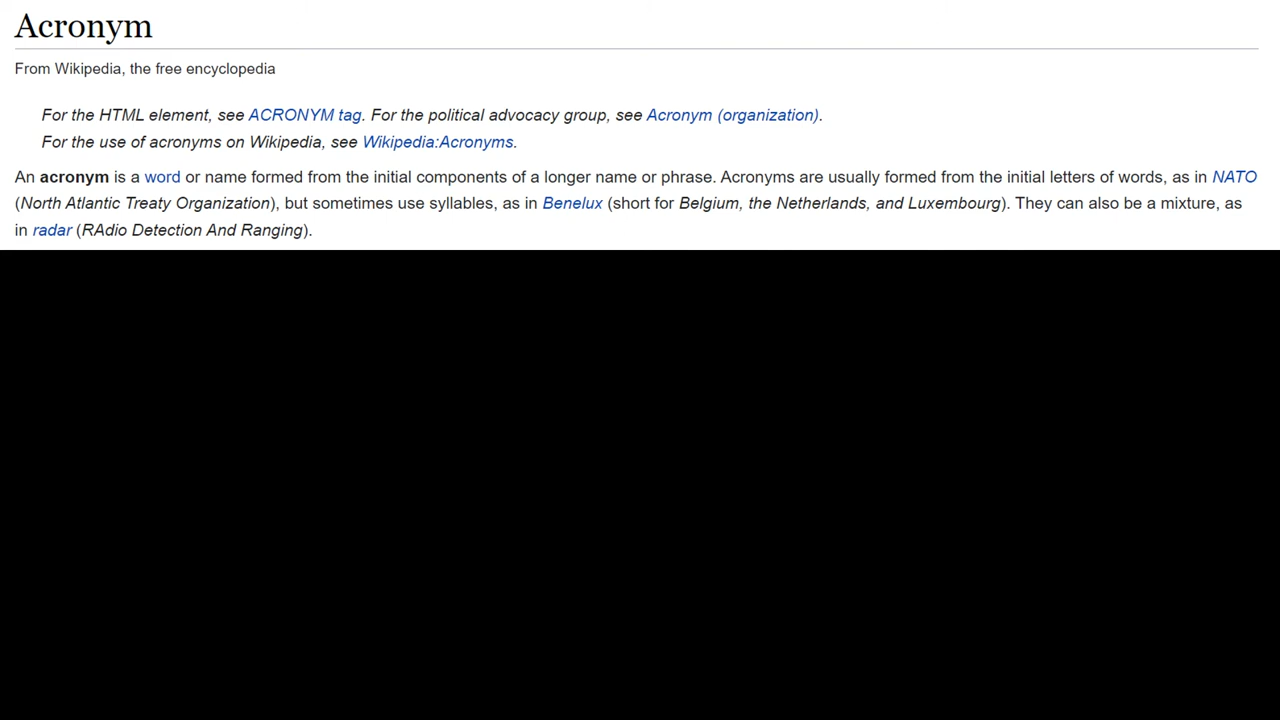 Acronym
From Wikipedia, the free encyclopedia
For the HTML element, see ACRONYM tag. For the political advocacy group, see Acronym (organization).
For the use of acronyms on Wikipedia, see Wikipedia:Acronyms.
An acronym is a word or name formed from the initial components of a longer name or phrase. Acronyms are usually formed from the initial letters of words, as in NATO
(North Atlantic Treaty Organization), but sometimes use syllables, as in Benelux (short for Belgium, the Netherlands, and Luxembourg). They can also be a mixture, as
in radar (RAdio Detection And Ranging).